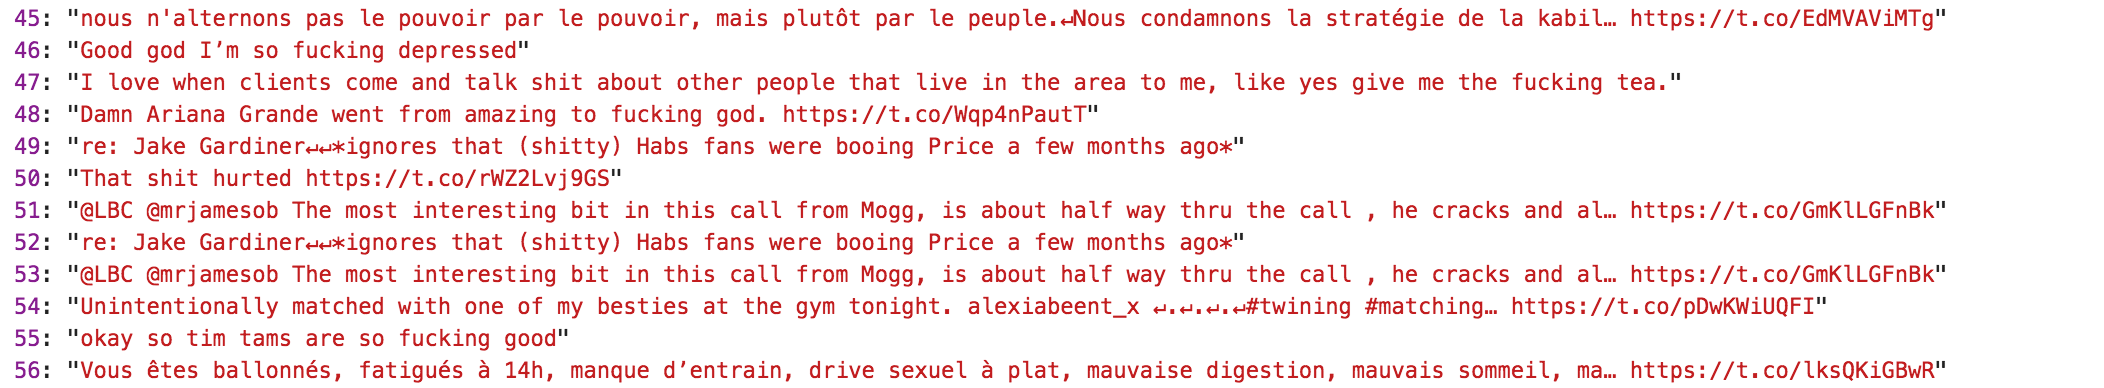 45: "nous n'alternons pas le pouvoir par le pouvoir, mais plutôt par le peuple.↵Nous condamnons la stratégie de la kabil… https://t.co/EdMVAViMTg"
46: "Good god I’m so fucking depressed"
47: "I love when clients come and talk shit about other people that live in the area to me, like yes give me the fucking tea."
48: "Damn Ariana Grande went from amazing to fucking god. https://t.co/Wqp4nPautT"
49: "re: Jake Gardiner↵↵*ignores that (shitty) Habs fans were booing Price a few months ago*"
50: "That shit hurted https://t.co/rWZ2Lvj9GS"
51: "@LBC @mrjamesob The most interesting bit in this call from Mogg, is about half way thru the call , he cracks and al… https://t.co/GmKlLGFnBk"
52: "re: Jake Gardiner↵↵*ignores that (shitty) Habs fans were booing Price a few months ago*"
53: "@LBC @mrjamesob The most interesting bit in this call from Mogg, is about half way thru the call , he cracks and al… https://t.co/GmKlLGFnBk"
54: "Unintentionally matched with one of my besties at the gym tonight. alexiabeent_x ↵.↵.↵.↵#twining #matching… https://t.co/pDwKWiUQFI"
55: "okay so tim tams are so fucking good"
56: "Vous êtes ballonnés, fatigués à 14h, manque d’entrain, drive sexuel à plat, mauvaise digestion, mauvais sommeil, ma… https://t.co/lksQKiGBwR"